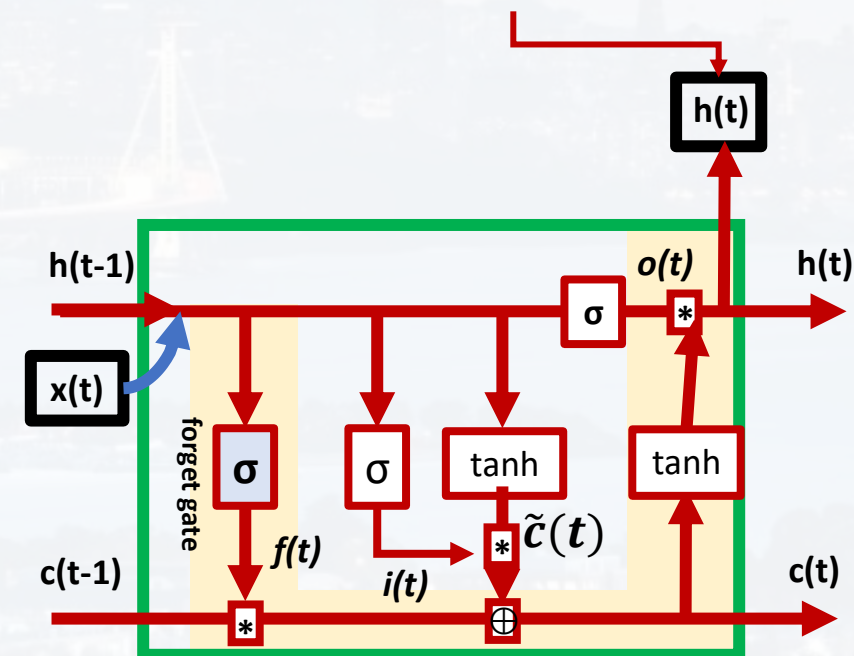 h(t)
h(t-1)
o(t)
h(t)
σ
*
x(t)
forget gate
σ
σ
tanh
tanh
f(t)
*
c̃(t)
c(t-1)
i(t)
c(t)
*
⊕